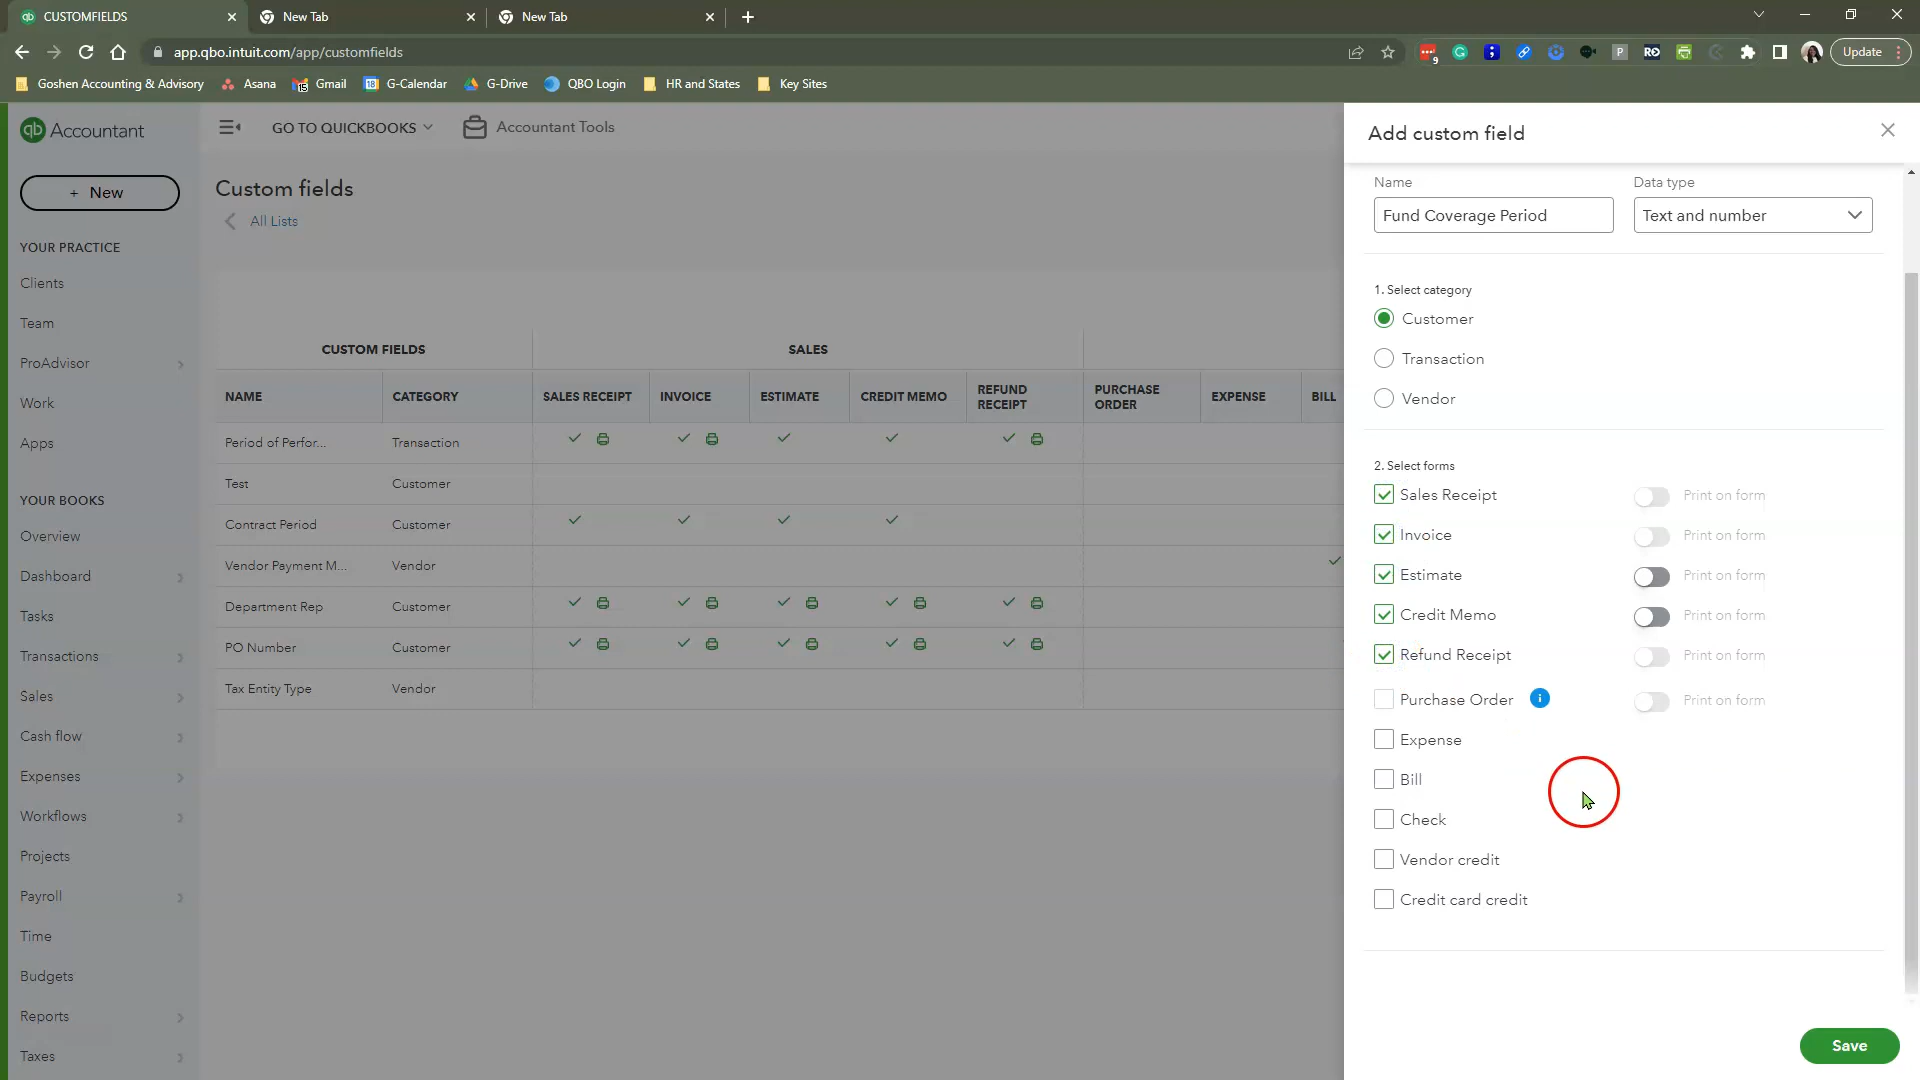 CUSTOMFIELDS
New Tab
New Tab
app.qbo.intuit.com/app/customfields
9
P
Update
Goshen Accounting & Advisory
Asana
15
Gmail
18
G-Calendar
G-Drive
QBO Login
HR and States
Key Sites
qb Accountant
GO TO QUICKBOOKS
Accountant Tools
+ New
YOUR PRACTICE
Clients
Team
ProAdvisor
Work
Apps
YOUR BOOKS
Overview
Dashboard
Tasks
Transactions
Sales
Cash flow
Expenses
Workflows
Projects
Payroll
Time
Budgets
Reports
Taxes
Custom fields
All Lists
CUSTOM FIELDS
SALES
NAME
CATEGORY
SALES RECEIPT
INVOICE
ESTIMATE
CREDIT MEMO
REFUND
RECEIPT
PURCHASE
ORDER
EXPENSE
BILL
Period of Perfor...
Transaction
Test
Customer
Contract Period
Customer
Vendor Payment M...
Vendor
Department Rep
Customer
PO Number
Customer
Tax Entity Type
Vendor
Add custom field
Name
Data type
Fund Coverage Period
Text and number
1. Select category
Customer
Transaction
Vendor
2. Select forms
Sales Receipt
Print on form
Invoice
Print on form
Estimate
Print on form
Credit Memo
Print on form
Refund Receipt
Print on form
Purchase Order
i
Print on form
Expense
Bill
Check
Vendor credit
Credit card credit
Save